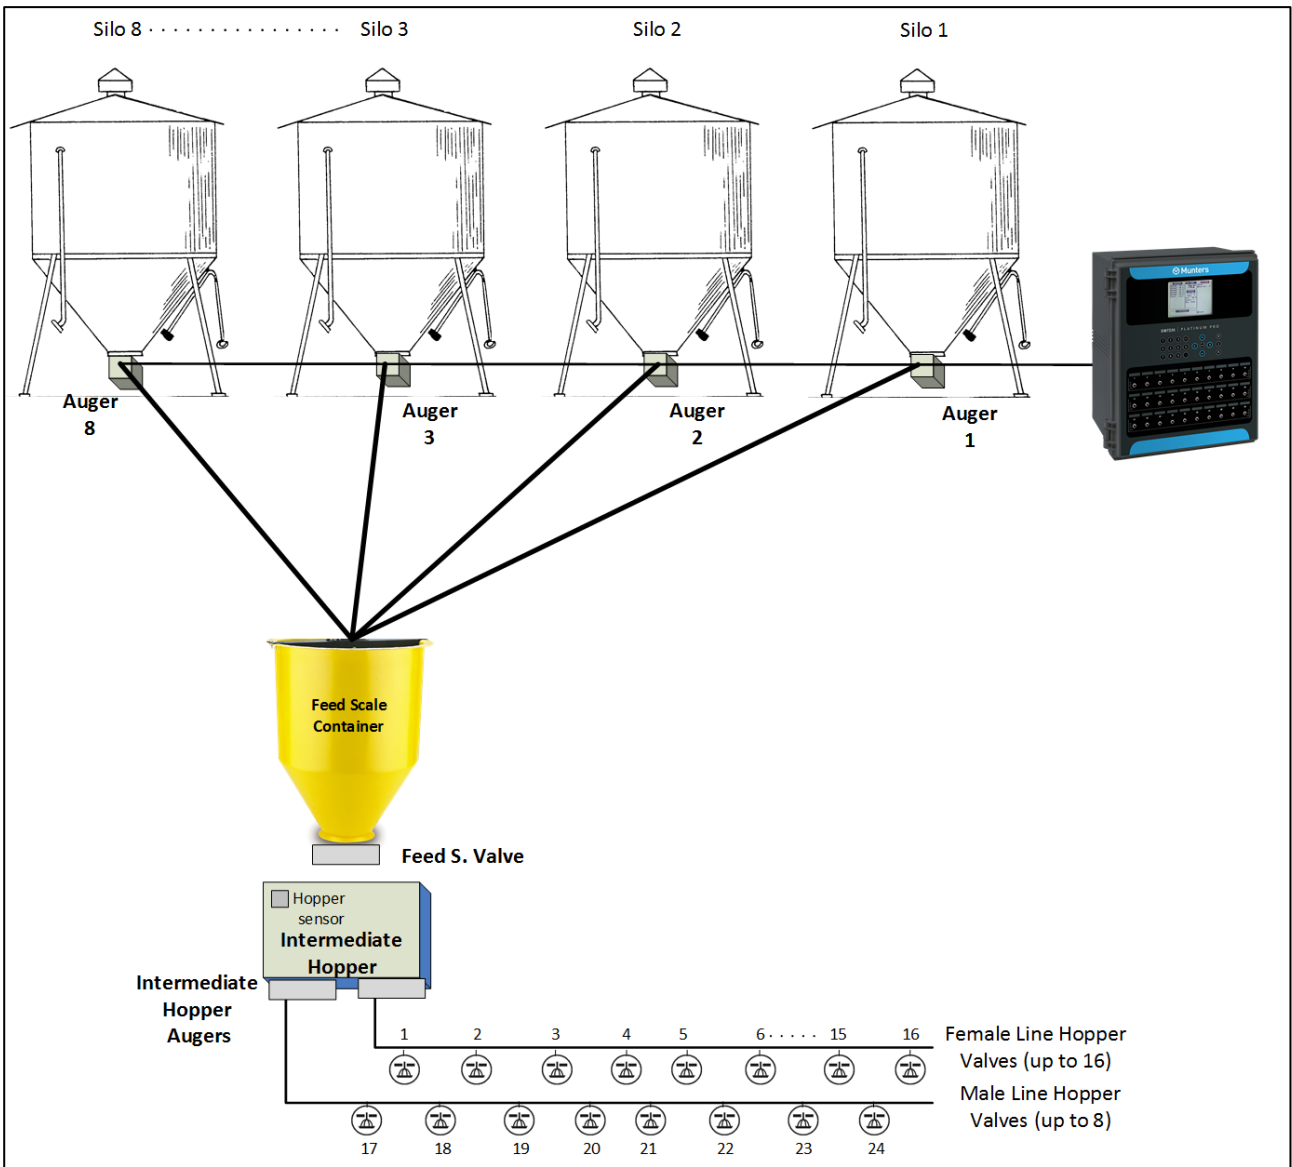 Silo 8 . . . . . . . . . . . . . . . . Silo 3
Silo 2
Silo 1
Munters
PLATINUM PRO
Auger
8
Auger
3
Auger
2
Auger
1
Feed Scale
Container
Feed S. Valve
Hopper
sensor
Intermediate
Hopper
Intermediate
Hopper
Augers
1 2 3 4 5 6 . . . . . 15 16
Female Line Hopper
Valves (up to 16)
Male Line Hopper
Valves (up to 8)
17 18 19 20 21 22 23 24